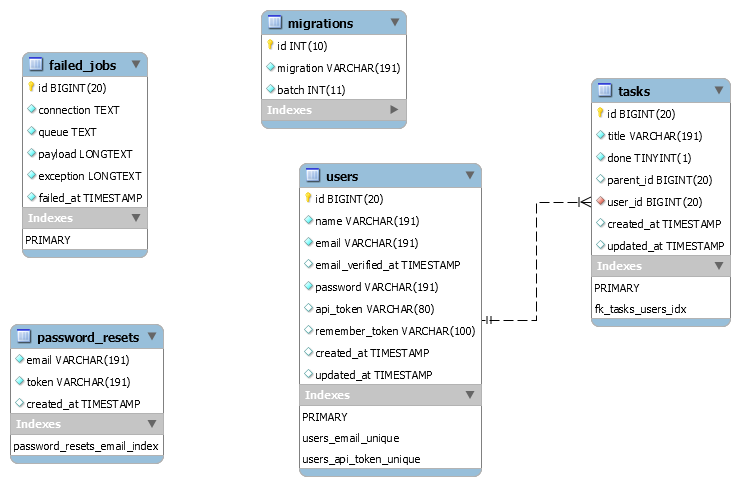 migrations
id INT(10)
migration VARCHAR(191)
batch INT(11)
Indexes
failed_jobs
id BIGINT(20)
connection TEXT
queue TEXT
payload LONGTEXT
exception LONGTEXT
failed_at TIMESTAMP
Indexes
PRIMARY
tasks
id BIGINT(20)
title VARCHAR(191)
done TINYINT(1)
parent_id BIGINT(20)
user_id BIGINT(20)
created_at TIMESTAMP
updated_at TIMESTAMP
Indexes
PRIMARY
fk_tasks_users_idx
users
id BIGINT(20)
name VARCHAR(191)
email VARCHAR(191)
email_verified_at TIMESTAMP
password VARCHAR(191)
api_token VARCHAR(80)
remember_token VARCHAR(100)
created_at TIMESTAMP
updated_at TIMESTAMP
Indexes
PRIMARY
users_email_unique
users_api_token_unique
password_resets
email VARCHAR(191)
token VARCHAR(191)
created_at TIMESTAMP
Indexes
password_resets_email_index